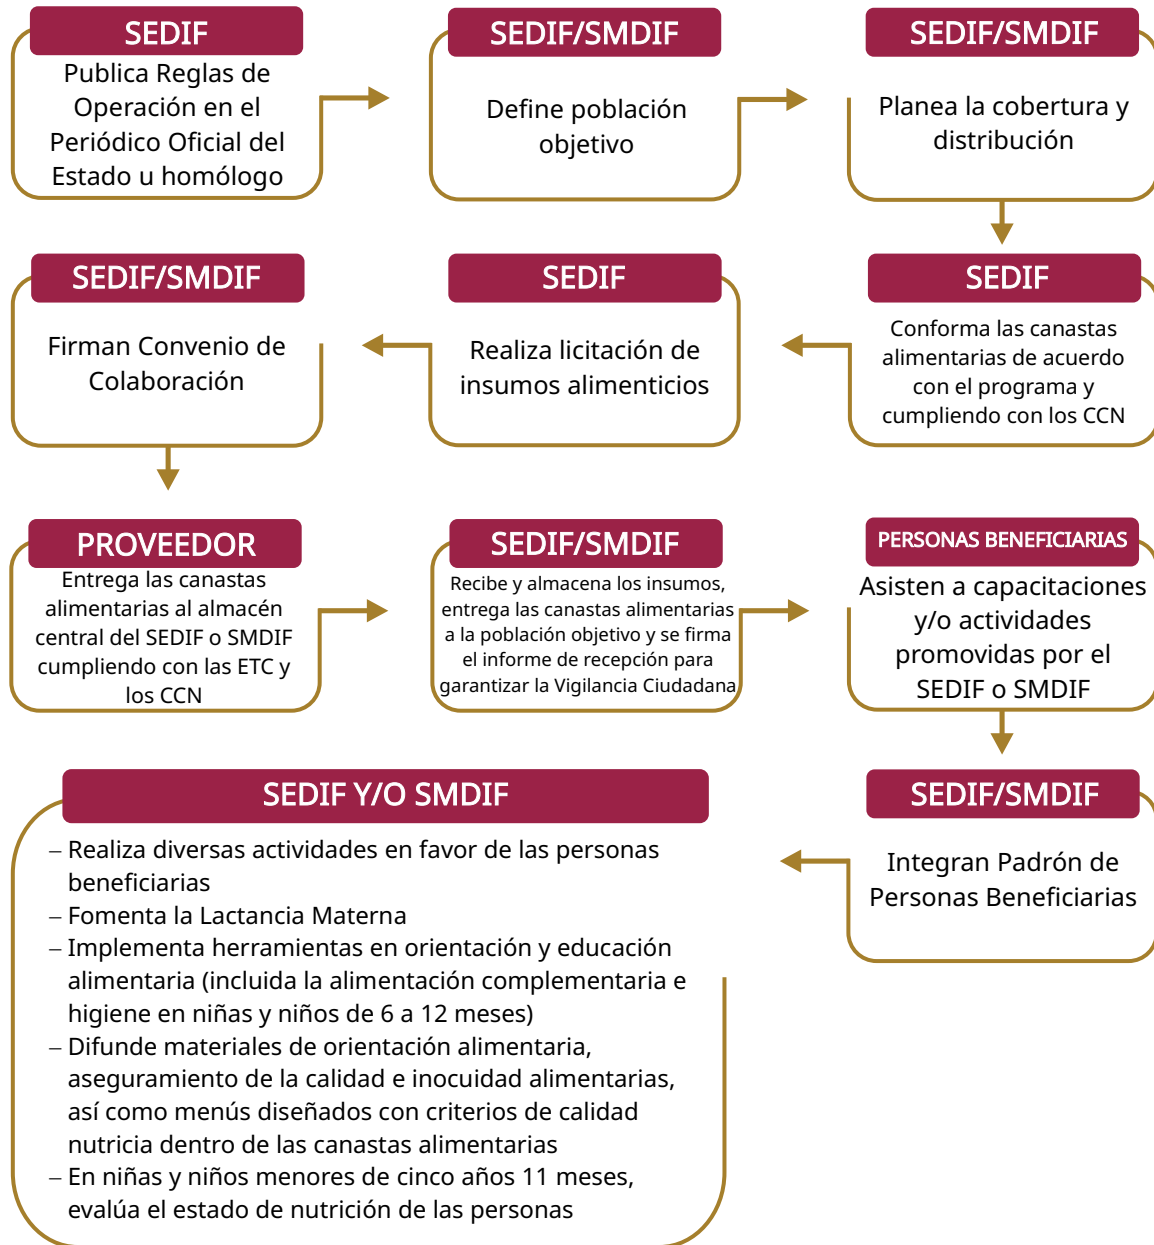 SEDIF
Publica Reglas de
Operación en el
Periódico Oficial del
Estado u homólogo
SEDIF/SMDIF
Define población
objetivo
SEDIF/SMDIF
Planea la cobertura y
distribución
SEDIF
Conforma las canastas
alimentarias de acuerdo
con el programa y
cumpliendo con los CCN
SEDIF
Realiza licitación de
insumos alimenticios
SEDIF/SMDIF
Firman Convenio de
Colaboración
PROVEEDOR
Entrega las canastas
alimentarias al almacén
central del SEDIF o SMDIF
cumpliendo con las ETC y
los CCN
SEDIF/SMDIF
Recibe y almacena los insumos,
entrega las canastas alimentarias
a la población objetivo y se firma
el informe de recepción para
garantizar la Vigilancia Ciudadana
PERSONAS BENEFICIARIAS
Asisten a capacitaciones
y/o actividades
promovidas por el
SEDIF o SMDIF
SEDIF/SMDIF
Integran Padrón de
Personas Beneficiarias
SEDIF Y/O SMDIF
– Realiza diversas actividades en favor de las personas
beneficiarias
– Fomenta la Lactancia Materna
– Implementa herramientas en orientación y educación
alimentaria (incluida la alimentación complementaria e
higiene en niñas y niños de 6 a 12 meses)
– Difunde materiales de orientación alimentaria,
aseguramiento de la calidad e inocuidad alimentarias,
así como menús diseñados con criterios de calidad
nutricia dentro de las canastas alimentarias
– En niñas y niños menores de cinco años 11 meses,
evalúa el estado de nutrición de las personas